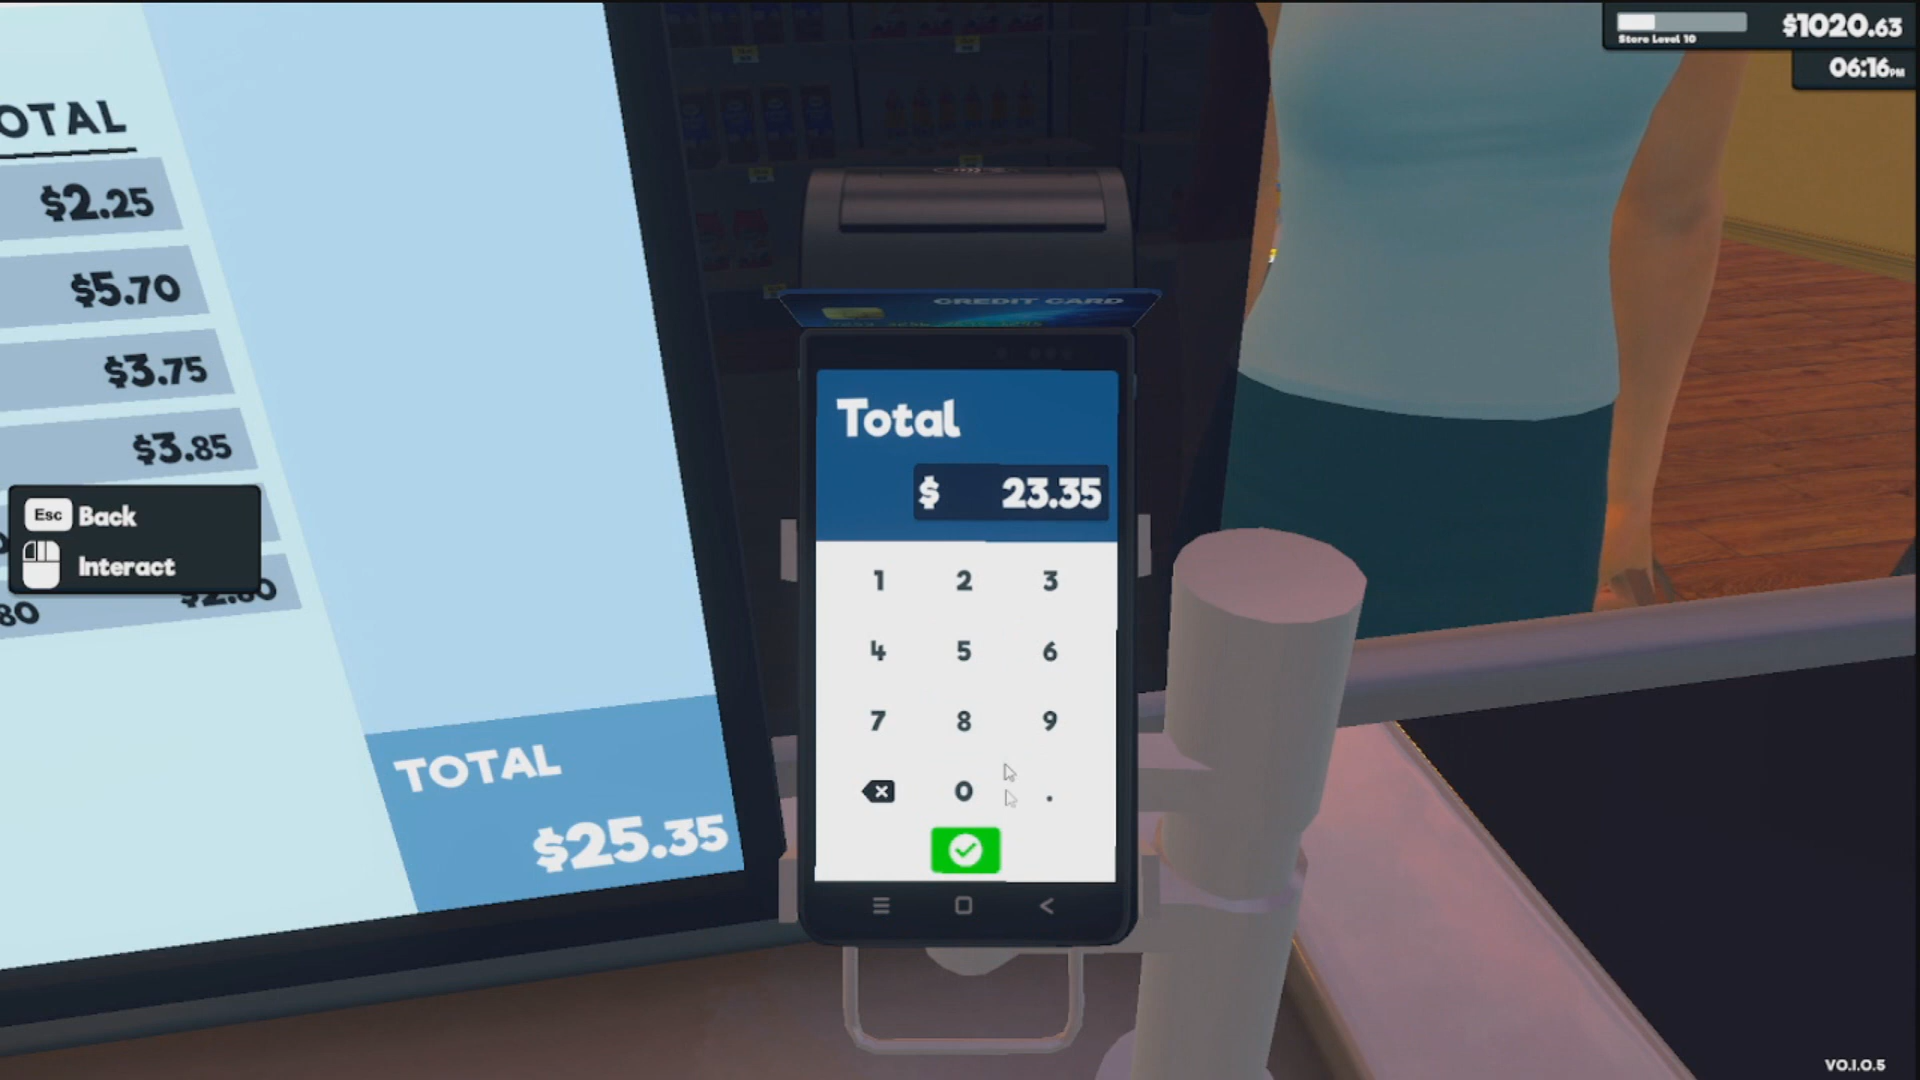 $1020.63
Store Level 10
06:16PM
OTAL
$2.25
$5.70
$3.75
$3.85
Esc Back
Interact
80
CREDIT CARD
Total
$ 23.35
1 2 3
4 5 6
7 8 9
0 .
TOTAL
$25.35
V0.1.0.5